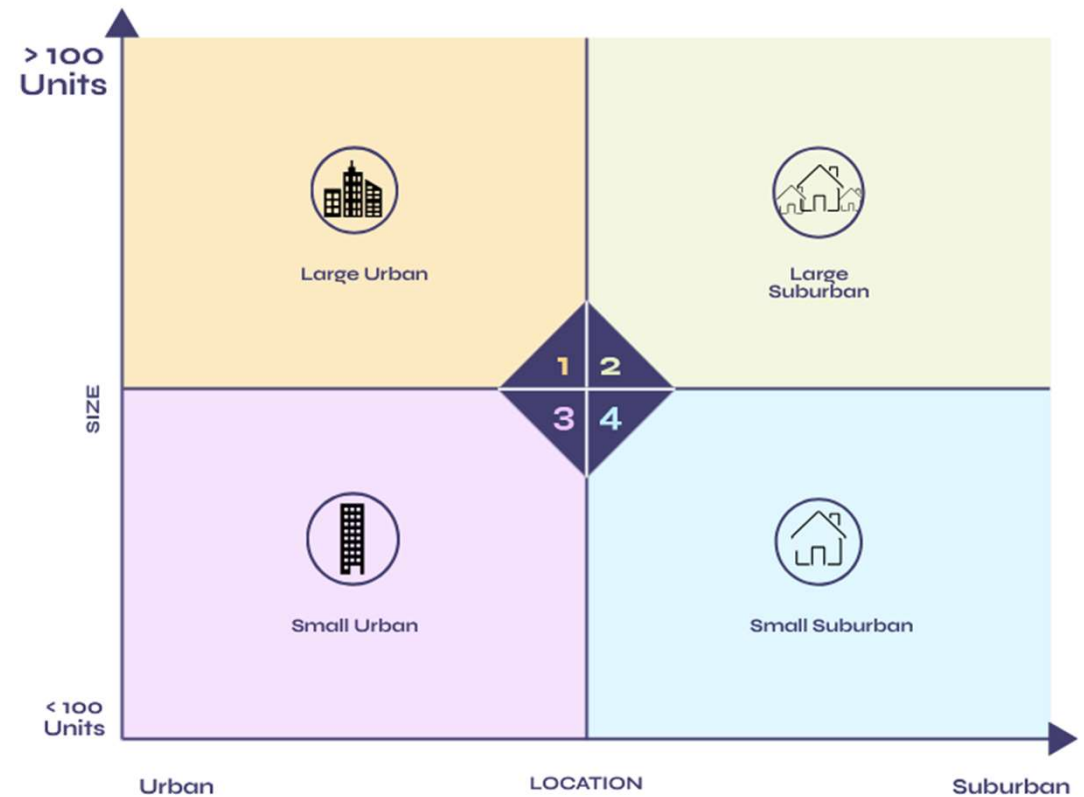 > 100
Units
Large Urban
Large
Suburban
1 2
3 4
SIZE
Small Urban
Small Suburban
< 100
Units
Urban
LOCATION
Suburban